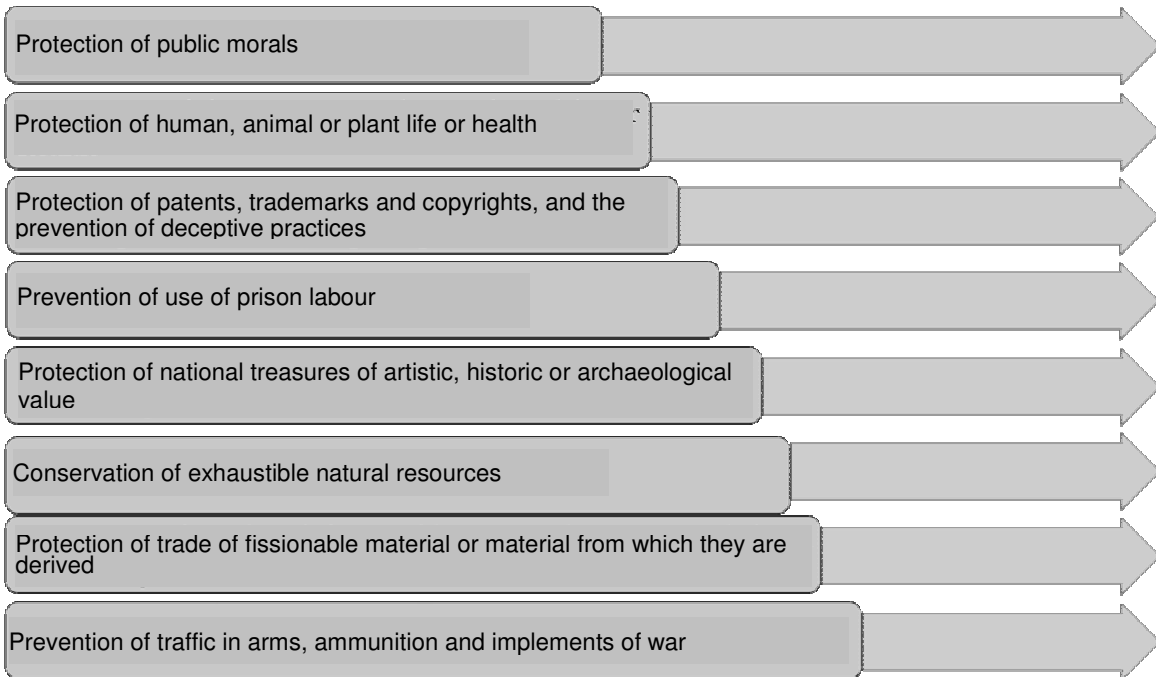 Protection of public morals
Protection of human, animal or plant life or health
Protection of patents, trademarks and copyrights, and the
prevention of deceptive practices
Prevention of use of prison labour
Protection of national treasures of artistic, historic or archaeological
value
Conservation of exhaustible natural resources
Protection of trade of fissionable material or material from which they are
derived
Prevention of traffic in arms, ammunition and implements of war